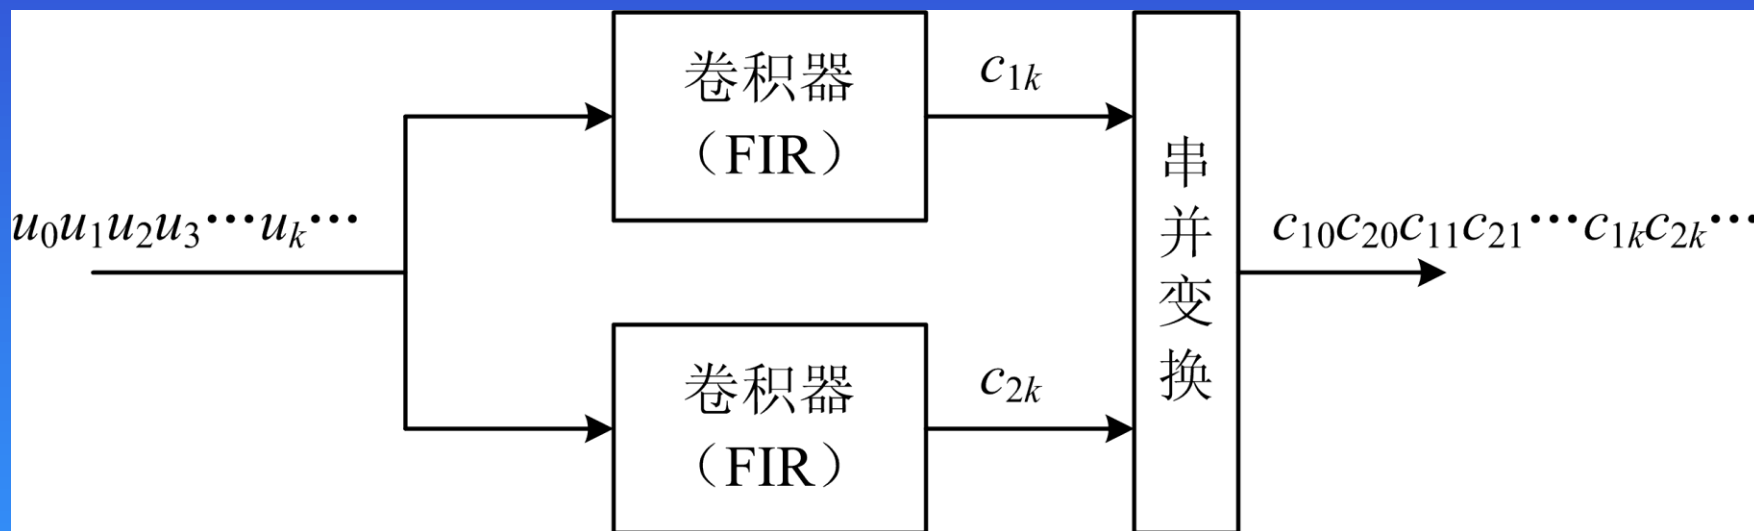 卷积器
（FIR）
c₁ₖ
串并变换
u₀u₁u₂u₃⋯uₖ⋯
c₁₀c₂₀c₁₁c₂₁⋯c₁ₖc₂ₖ⋯
卷积器
（FIR）
c₂ₖ